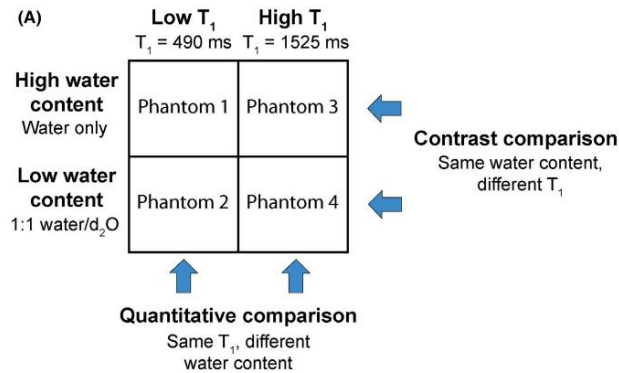 (A)
Low T₁ High T₁
T₁ = 490 ms T₁ = 1525 ms
High water
content
Water only
Phantom 1 Phantom 3
Low water
content
1:1 water/d₂O
Phantom 2 Phantom 4
Contrast comparison
Same water content,
different T₁
Quantitative comparison
Same T₁, different
water content